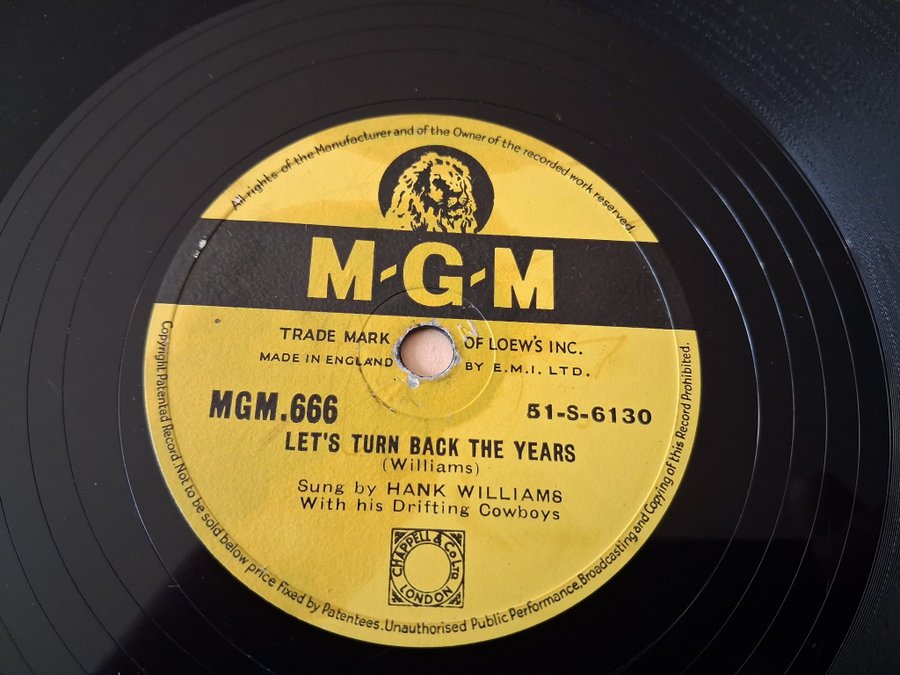 All rights of the Manufacturer and of the Owner of the recorded work reserved
M-G-M
TRADE MARK OF LOEW'S INC.
MADE IN ENGLAND BY E.M.I. LTD.
MGM.666 51-S-6130
LET'S TURN BACK THE YEARS
(Williams)
Sung by HANK WILLIAMS
With his Drifting Cowboys
CHAPPELL & Co LTD
LONDON
Copyright. Patented Record. Not to be sold below price Fixed by Patentees. Unauthorised Public Performance, Broadcasting and Copying of this Record Prohibited.